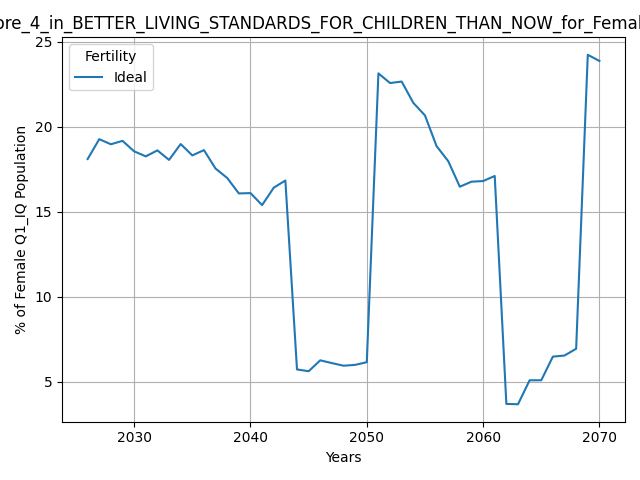 ore_4_in_BETTER_LIVING_STANDARDS_FOR_CHILDREN_THAN_NOW_for_Femal
Fertility
Ideal
% of Female Q1_IQ Population
25
20
15
10
5
2030 2040 2050 2060 2070
Years